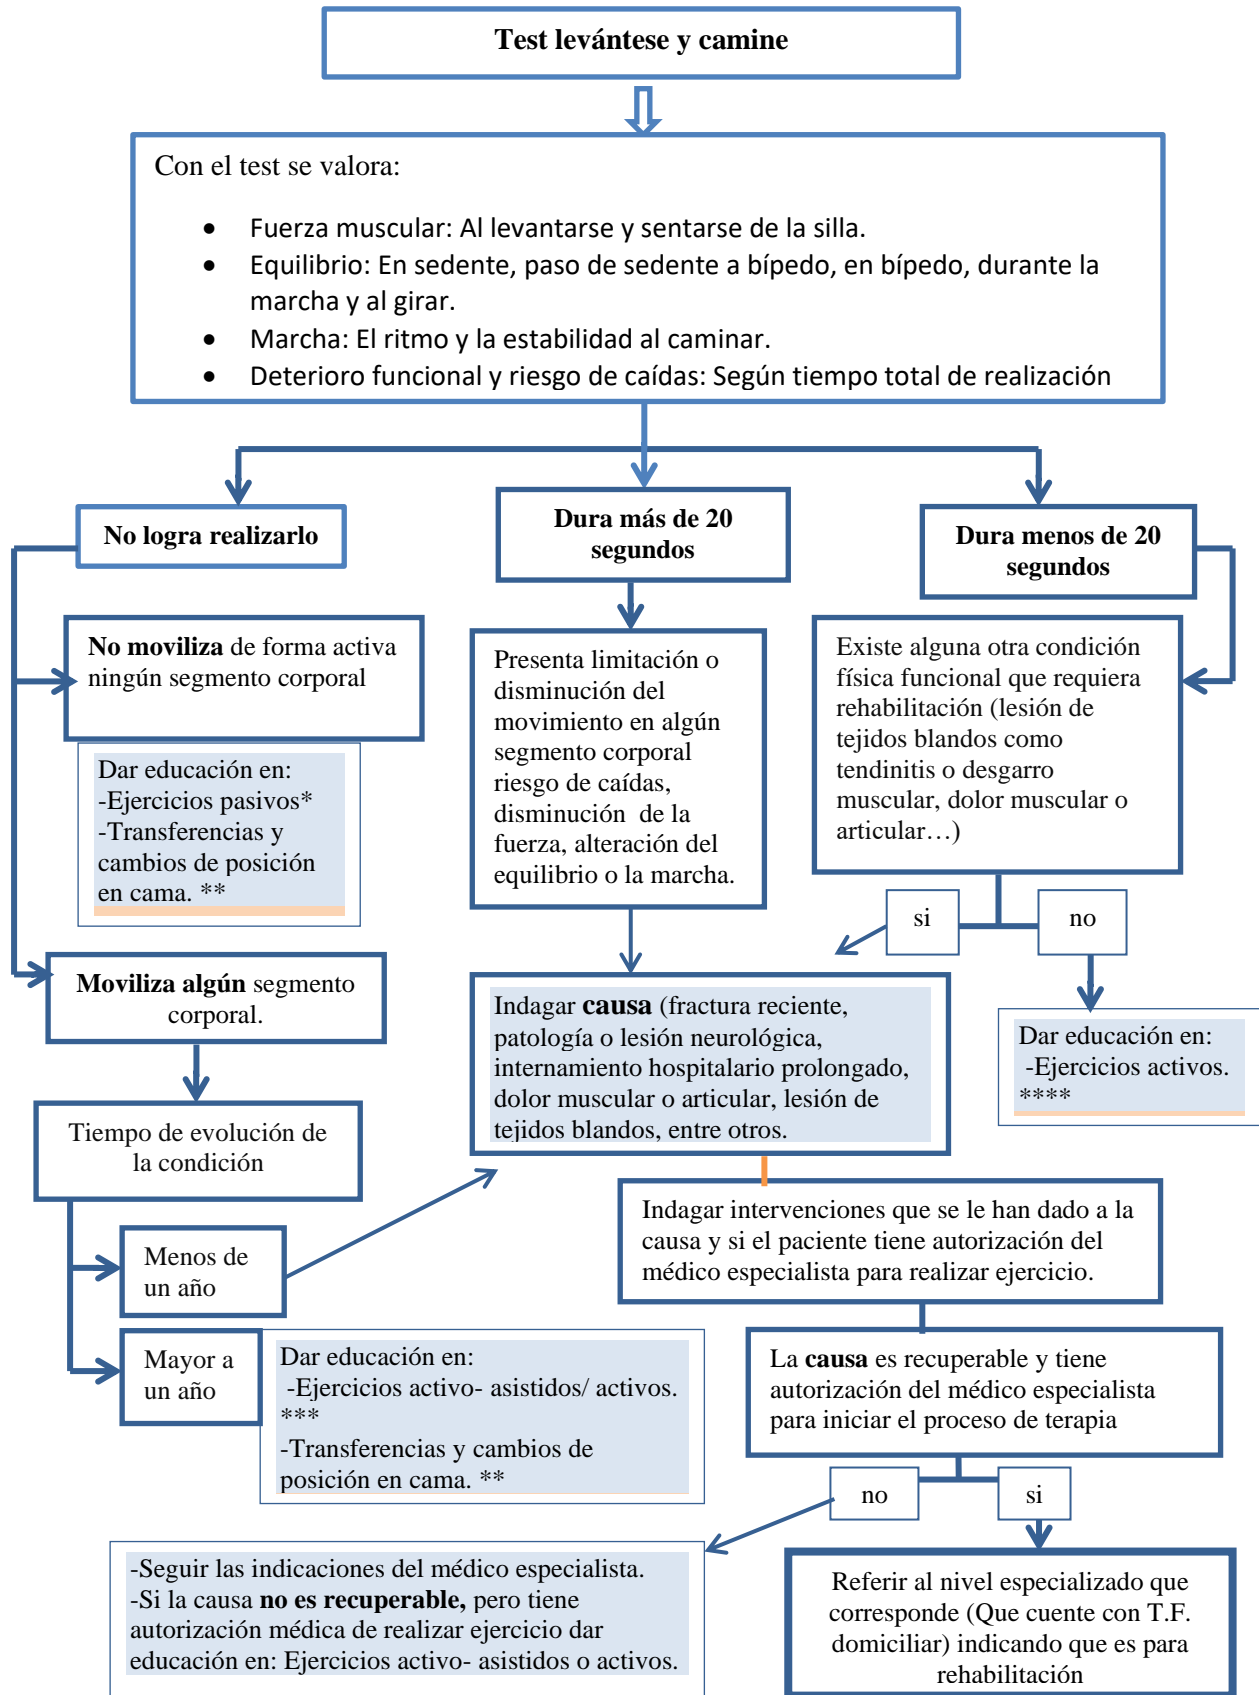 Test levántese y camine
Con el test se valora:
• Fuerza muscular: Al levantarse y sentarse de la silla.
• Equilibrio: En sedente, paso de sedente a bípedo, en bípedo, durante la
marcha y al girar.
• Marcha: El ritmo y la estabilidad al caminar.
• Deterioro funcional y riesgo de caídas: Según tiempo total de realización
No logra realizarlo
Dura más de 20
segundos
Dura menos de 20
segundos
No moviliza de forma activa
ningún segmento corporal
Dar educación en:
-Ejercicios pasivos*
-Transferencias y
cambios de posición
en cama. **
Presenta limitación o
disminución del
movimiento en algún
segmento corporal
riesgo de caídas,
disminución de la
fuerza, alteración del
equilibrio o la marcha.
Existe alguna otra condición
física funcional que requiera
rehabilitación (lesión de
tejidos blandos como
tendinitis o desgarro
muscular, dolor muscular o
articular…)
si
no
Moviliza algún segmento
corporal.
Indagar causa (fractura reciente,
patología o lesión neurológica,
internamiento hospitalario prolongado,
dolor muscular o articular, lesión de
tejidos blandos, entre otros.
Dar educación en:
-Ejercicios activos.
****
Tiempo de evolución de
la condición
Menos de
un año
Indagar intervenciones que se le han dado a la
causa y si el paciente tiene autorización del
médico especialista para realizar ejercicio.
Mayor a
un año
Dar educación en:
-Ejercicios activo- asistidos/ activos.
***
-Transferencias y cambios de
posición en cama. **
La causa es recuperable y tiene
autorización del médico especialista
para iniciar el proceso de terapia
no
si
-Seguir las indicaciones del médico especialista.
-Si la causa no es recuperable, pero tiene
autorización médica de realizar ejercicio dar
educación en: Ejercicios activo- asistidos o activos.
Referir al nivel especializado que
corresponde (Que cuente con T.F.
domiciliar) indicando que es para
rehabilitación